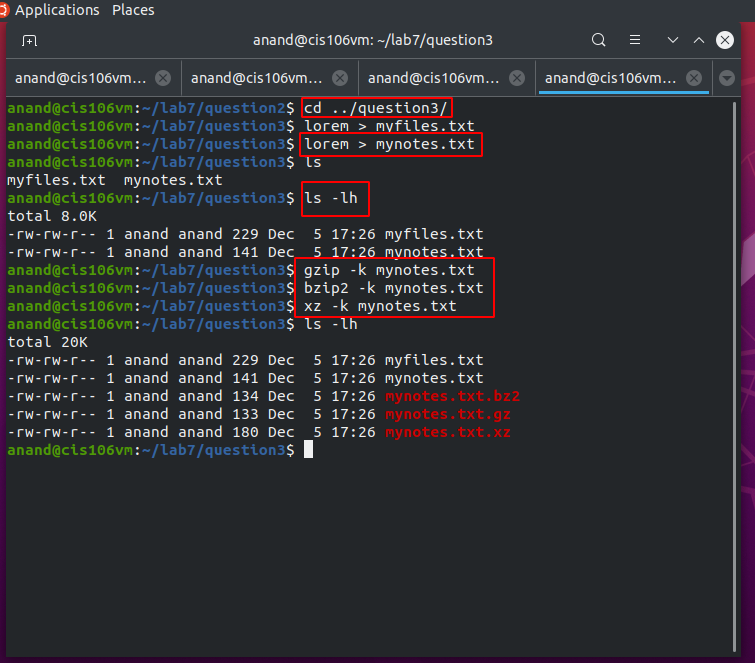 Applications Places
anand@cis106vm: ~/lab7/question3
anand@cis106vm:~... anand@cis106vm:~... anand@cis106vm:~... anand@cis106vm:~...
anand@cis106vm:~/lab7/question2$ cd ../question3/
anand@cis106vm:~/lab7/question3$ lorem > myfiles.txt
anand@cis106vm:~/lab7/question3$ lorem > mynotes.txt
anand@cis106vm:~/lab7/question3$ ls
myfiles.txt  mynotes.txt
anand@cis106vm:~/lab7/question3$ ls -lh
total 8.0K
-rw-rw-r-- 1 anand anand 229 Dec  5 17:26 myfiles.txt
-rw-rw-r-- 1 anand anand 141 Dec  5 17:26 mynotes.txt
anand@cis106vm:~/lab7/question3$ gzip -k mynotes.txt
anand@cis106vm:~/lab7/question3$ bzip2 -k mynotes.txt
anand@cis106vm:~/lab7/question3$ xz -k mynotes.txt
anand@cis106vm:~/lab7/question3$ ls -lh
total 20K
-rw-rw-r-- 1 anand anand 229 Dec  5 17:26 myfiles.txt
-rw-rw-r-- 1 anand anand 141 Dec  5 17:26 mynotes.txt
-rw-rw-r-- 1 anand anand 134 Dec  5 17:26 mynotes.txt.bz2
-rw-rw-r-- 1 anand anand 133 Dec  5 17:26 mynotes.txt.gz
-rw-rw-r-- 1 anand anand 180 Dec  5 17:26 mynotes.txt.xz
anand@cis106vm:~/lab7/question3$